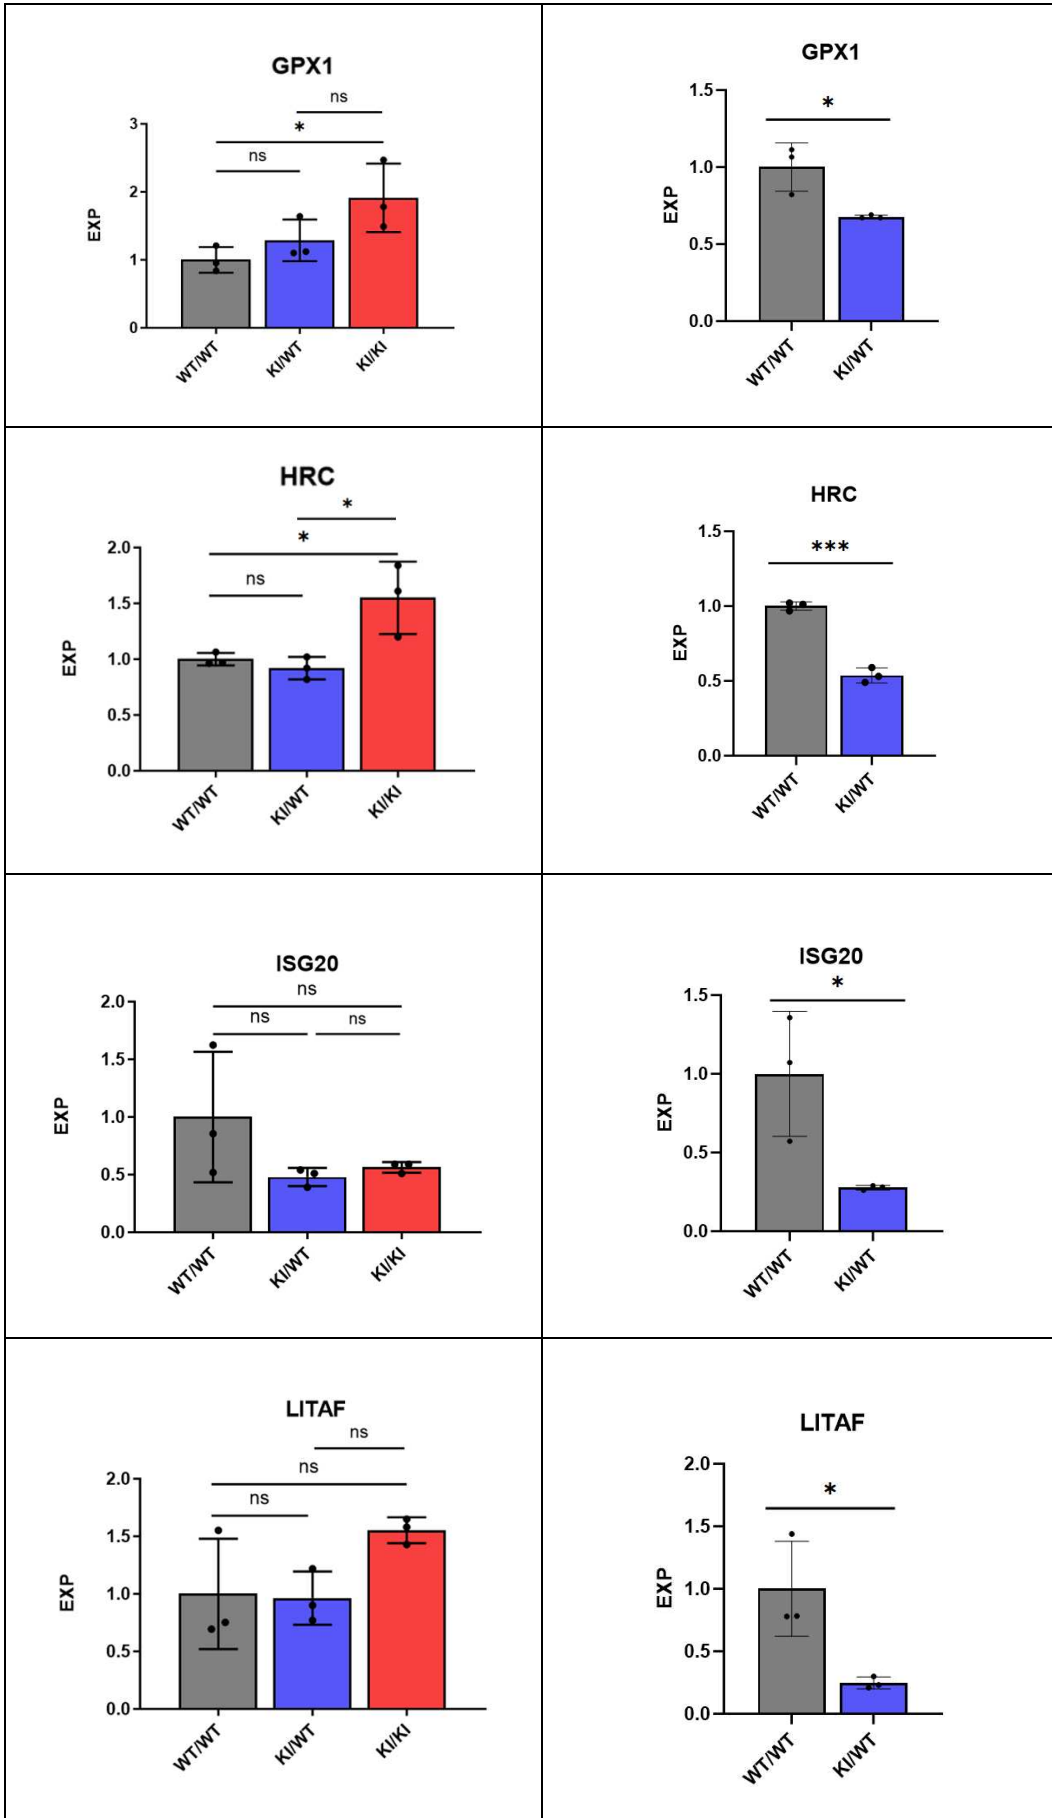 GPX1
ns
*
ns
3
2
1
0
EXP
WT/WT
KI/WT
KI/KI
GPX1
*
1.5
1.0
0.5
0.0
EXP
WT/WT
KI/WT
HRC
*
*
ns
2.0
1.5
1.0
0.5
0.0
EXP
WT/WT
KI/WT
KI/KI
HRC
***
1.5
1.0
0.5
0.0
EXP
WT/WT
KI/WT
ISG20
ns
ns
ns
2.0
1.5
1.0
0.5
0.0
EXP
WT/WT
KI/WT
KI/KI
ISG20
*
1.5
1.0
0.5
0.0
EXP
WT/WT
KI/WT
LITAF
ns
ns
ns
2.0
1.5
1.0
0.5
0.0
EXP
WT/WT
KI/WT
KI/KI
LITAF
*
2.0
1.5
1.0
0.5
0.0
EXP
WT/WT
KI/WT